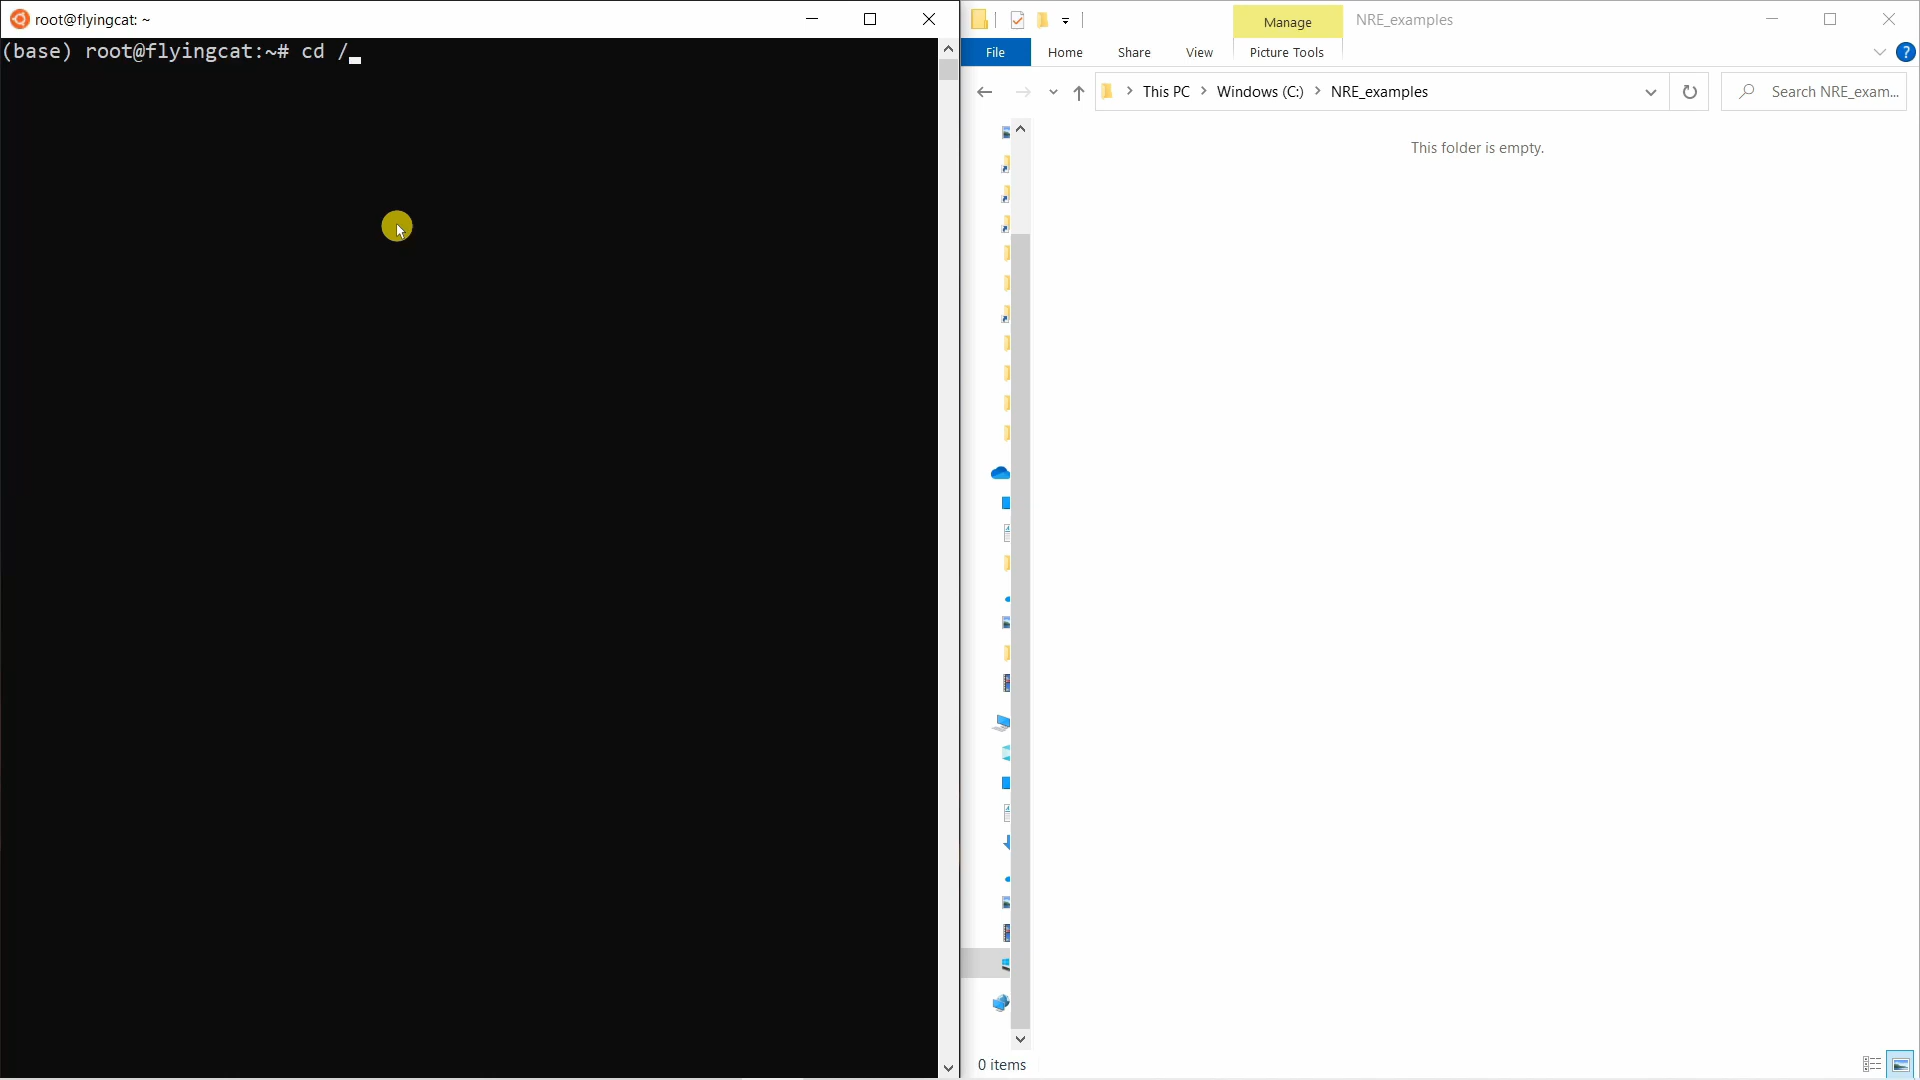 root@flyingcat: ~
(base) root@flyingcat:~# cd /
Manage
NRE_examples
File
Home
Share
View
Picture Tools
This PC
Windows (C:)
NRE_examples
Search NRE_exam...
This folder is empty.
0 items